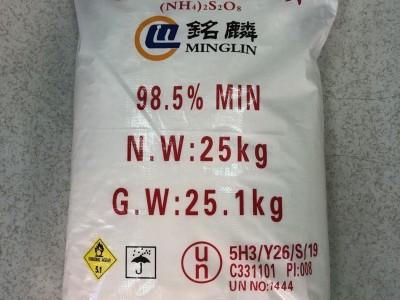 (NH₄)₂S₂O₈
銘麟
MINGLIN
98.5% MIN
N.W:25kg
G.W:25.1kg
5.1
un
5H3/Y26/S/19
C331101 PI:008
UN NO:1444